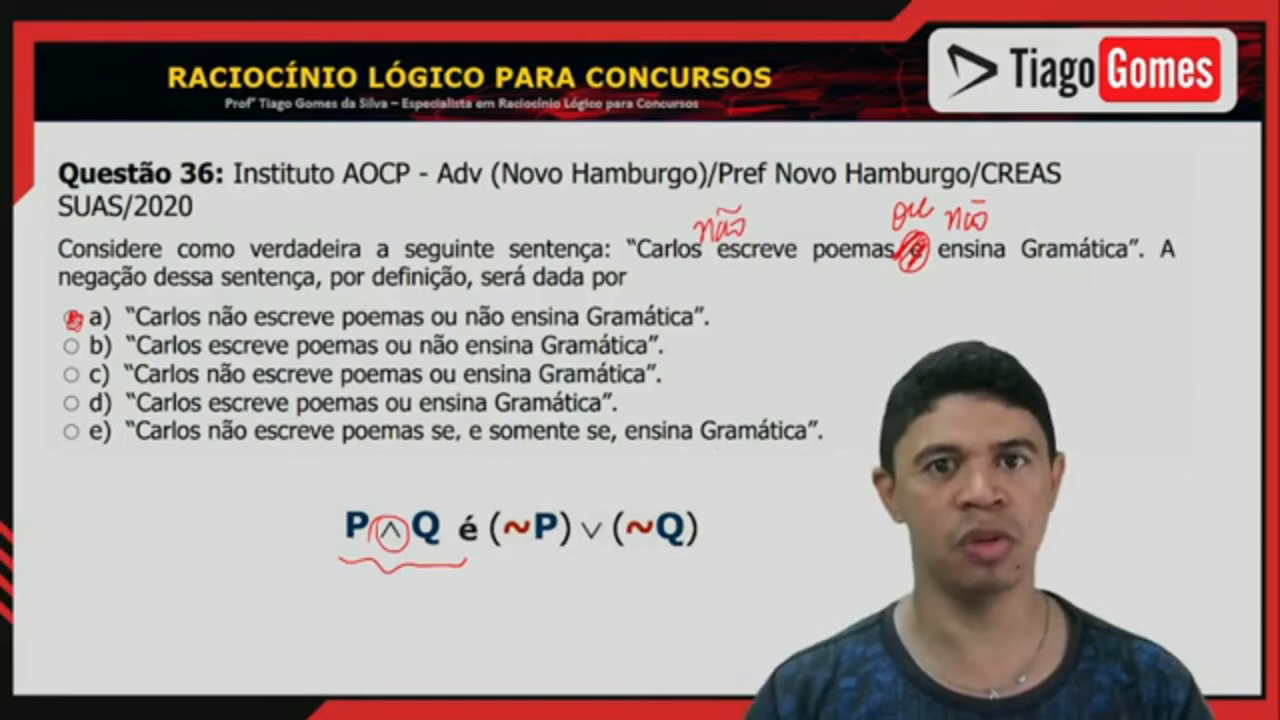 RACIOCÍNIO LÓGICO PARA CONCURSOS
Profº Tiago Gomes da Silva – Especialista em Raciocínio Lógico para Concursos
Tiago Gomes
Questão 36: Instituto AOCP - Adv (Novo Hamburgo)/Pref Novo Hamburgo/CREAS
SUAS/2020
não ou não
Considere como verdadeira a seguinte sentença: “Carlos escreve poemas e ensina Gramática”. A
negação dessa sentença, por definição, será dada por
a) “Carlos não escreve poemas ou não ensina Gramática”.
b) “Carlos escreve poemas ou não ensina Gramática”.
c) “Carlos não escreve poemas ou ensina Gramática”.
d) “Carlos escreve poemas ou ensina Gramática”.
e) “Carlos não escreve poemas se, e somente se, ensina Gramática”.
P ∧ Q é (~P) ∨ (~Q)